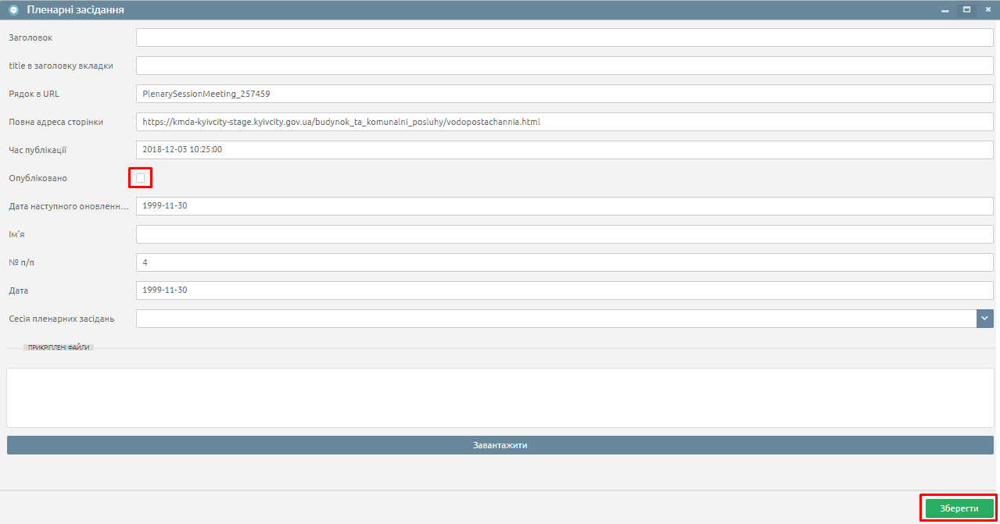 Пленарні засідання
Заголовок
title в заголовку вкладки
Рядок в URL PlenarySessionMeeting_257459
Повна адреса сторінки https://kmda-kyivcity-stage.kyivcity.gov.ua/budynok_ta_komunalni_posluhy/vodopostachannia.html
Час публікації 2018-12-03 10:25:00
Опубліковано
Дата наступного оновленн... 1999-11-30
Ім'я
№ п/п 4
Дата 1999-11-30
Сесія пленарних засідань
ПРИКРІПЛЕНІ ФАЙЛИ
Завантажити
Зберегти